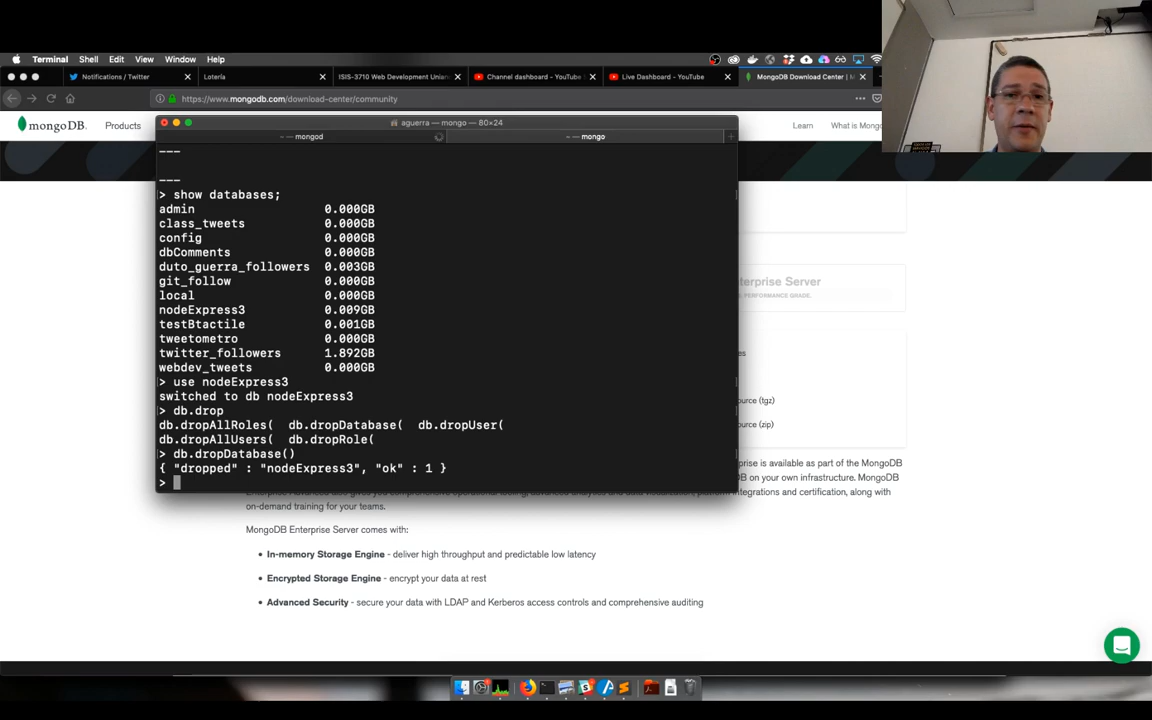 Terminal Shell Edit View Window Help
Notifications / Twitter
Lotería
ISIS-3710 Web Development Unian
Channel dashboard - YouTube S
Live Dashboard - YouTube
MongoDB Download Center | M
https://www.mongodb.com/download-center/community
mongoDB. Products
Learn What is Mongo
aguerra — mongo — 80×24
~ — mongod
~ — mongo
---
---
> show databases;
admin 0.000GB
class_tweets 0.000GB
config 0.000GB
dbComments 0.000GB
duto_guerra_followers 0.003GB
git_follow 0.000GB
local 0.000GB
nodeExpress3 0.009GB
testBtactile 0.001GB
tweetometro 0.000GB
twitter_followers 1.892GB
webdev_tweets 0.000GB
> use nodeExpress3
switched to db nodeExpress3
> db.drop
db.dropAllRoles( db.dropDatabase( db.dropUser(
db.dropAllUsers( db.dropRole(
> db.dropDatabase()
{ "dropped" : "nodeExpress3", "ok" : 1 }
>
terprise Server
PERFORMANCE GRADE.
es
ource (tgz)
ource (zip)
rprise is available as part of the MongoDB
DB on your own infrastructure. MongoDB
platform integrations and certification, along with
on-demand training for your teams.
MongoDB Enterprise Server comes with:
• In-memory Storage Engine - deliver high throughput and predictable low latency
• Encrypted Storage Engine - encrypt your data at rest
• Advanced Security - secure your data with LDAP and Kerberos access controls and comprehensive auditing